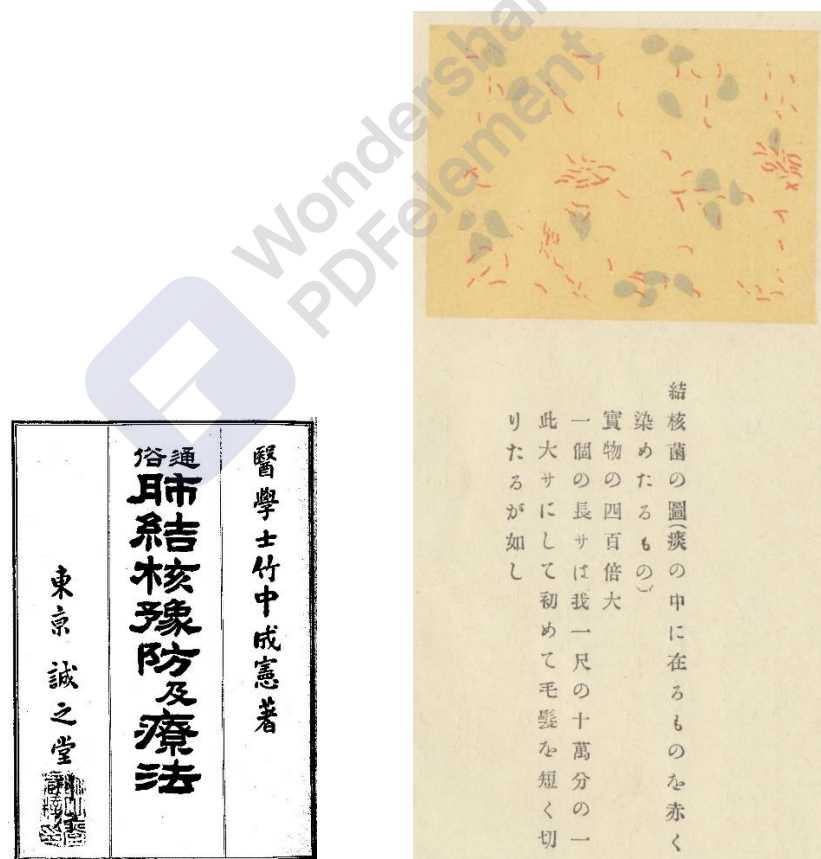 醫學士竹中成憲著
通俗
肺結核豫防及療法
東京 誠之堂
結核菌の圖(痰の中に在るものを赤く
染めたるもの)
實物の四百倍大
一個の長サは我一尺の十萬分の一
此大サにして初めて毛髮を短く切
りたるが如し
Wondershare
PDFelement